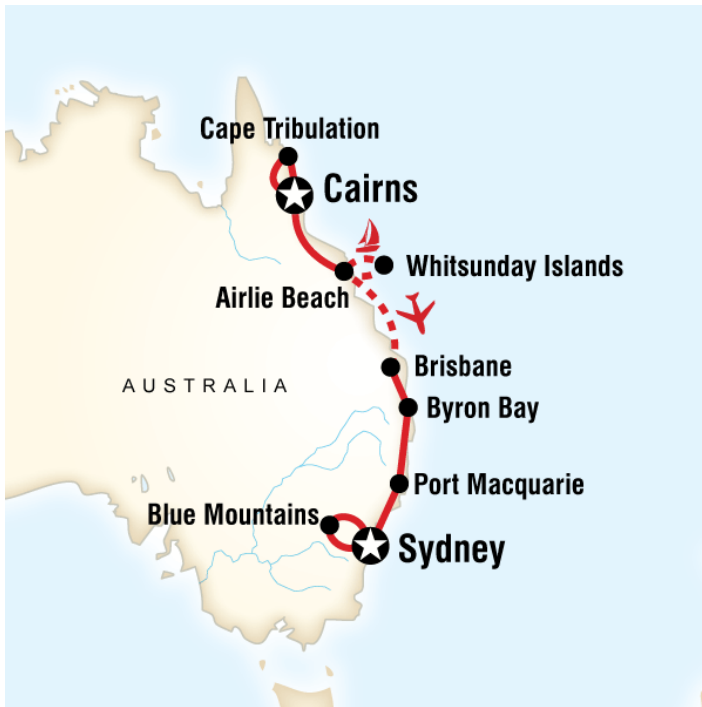 Cape Tribulation
Cairns
Whitsunday Islands
Airlie Beach
Brisbane
AUSTRALIA
Byron Bay
Port Macquarie
Blue Mountains
Sydney